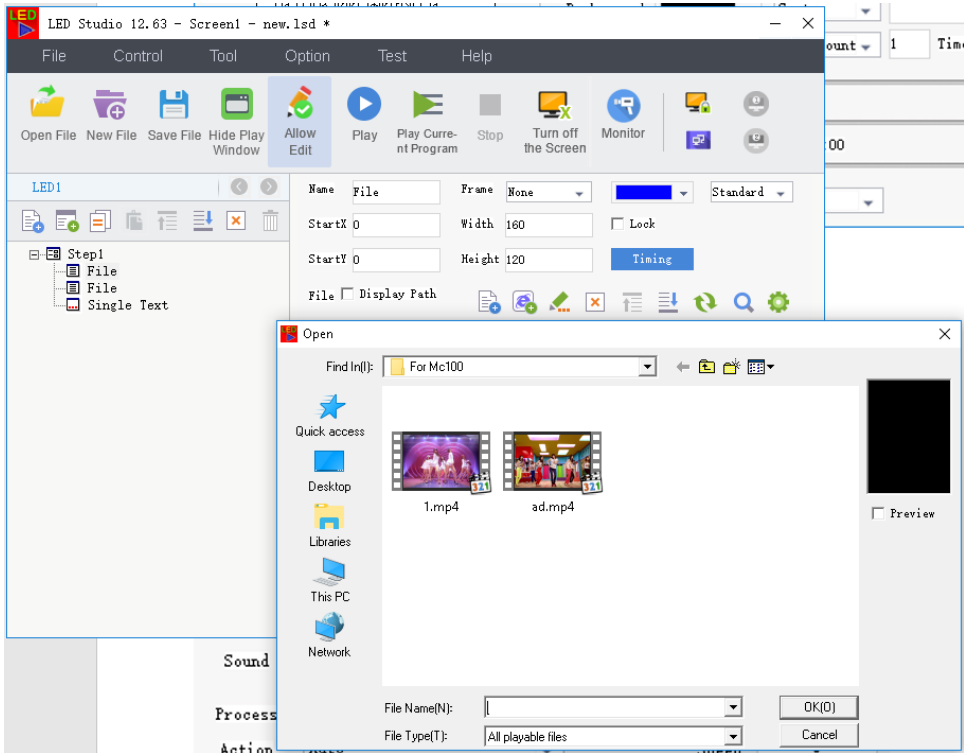 LED Studio 12.63 - Screen1 - new.lsd *
File Control Tool Option Test Help
Open File New File Save File Hide Play Window Allow Edit Play Play Curre-nt Program Stop Turn off the Screen Monitor
ount 1 Time
:00
LED1
Name File Frame None Standard
StartX 0 Width 160 Lock
StartY 0 Height 120 Timing
File Display Path
Step1
File
File
Single Text
Open
Find In(I): For Mc100
Quick access
Desktop
Libraries
This PC
Network
1.mp4 ad.mp4
Preview
File Name(N): OK(O)
File Type(T): All playable files Cancel
Sound
Process
Action